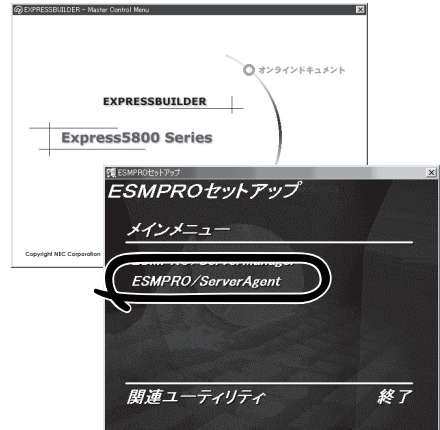 EXPRESSBUILDER - Master Control Menu
オンラインドキュメント
EXPRESSBUILDER
Express5800 Series
Copyright NEC Corporation
ESMPROセットアップ
ESMPROセットアップ
メインメニュー
ESMPRO/ServerManager
ESMPRO/ServerAgent
関連ユーティリティ
終了